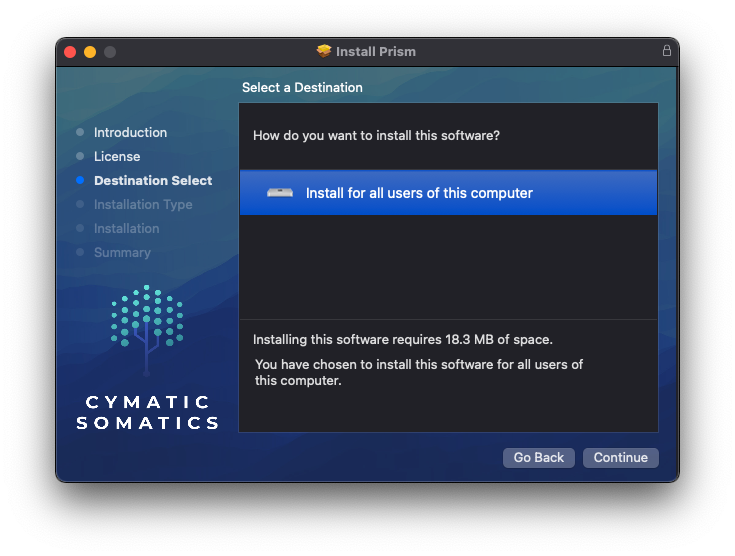 Install Prism
Select a Destination
Introduction
License
Destination Select
Installation Type
Installation
Summary
CYMATIC
SOMATICS
How do you want to install this software?
Install for all users of this computer
Installing this software requires 18.3 MB of space.
You have chosen to install this software for all users of
this computer.
Go Back
Continue